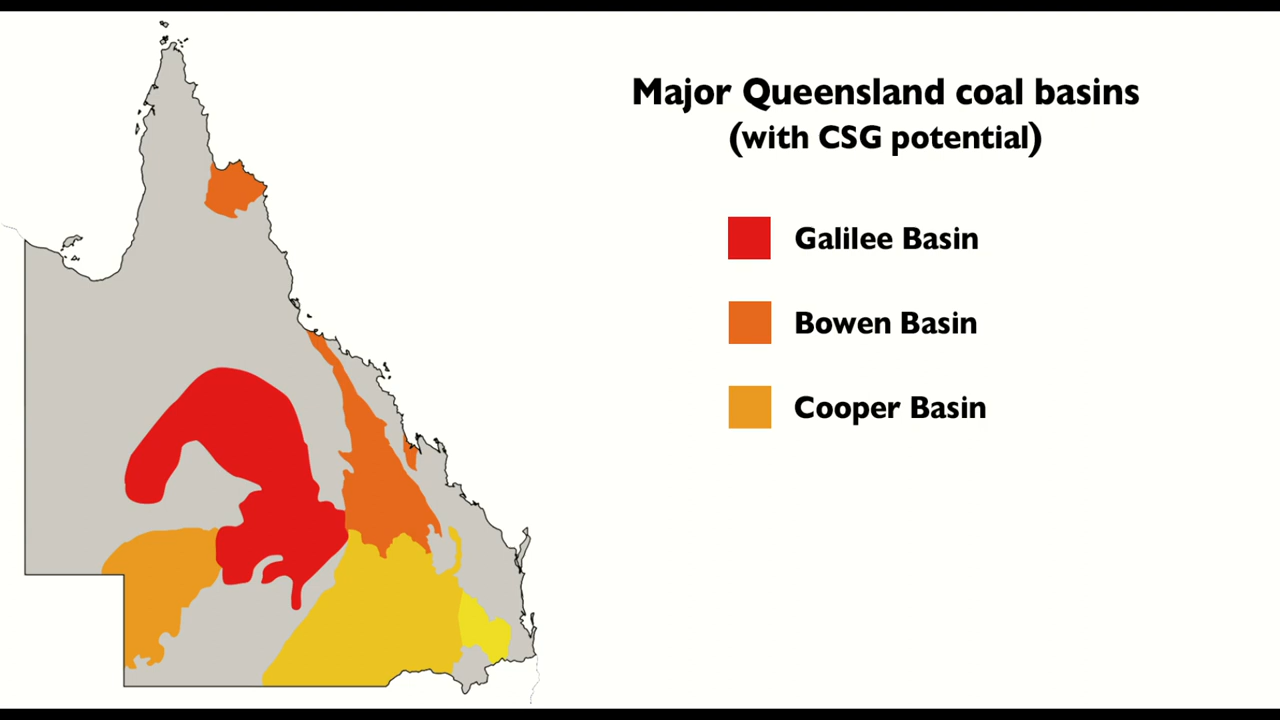 Major Queensland coal basins
(with CSG potential)
Galilee Basin
Bowen Basin
Cooper Basin